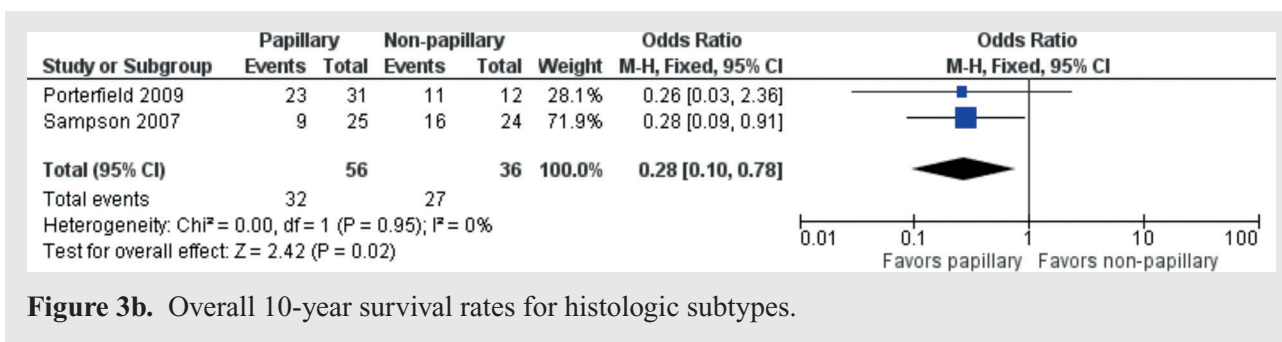 Papillary Non-papillary Odds Ratio Odds Ratio
Study or Subgroup Events Total Events Total Weight M-H, Fixed, 95% CI M-H, Fixed, 95% CI
Porterfield 2009 23 31 11 12 28.1% 0.26 [0.03, 2.36]
Sampson 2007 9 25 16 24 71.9% 0.28 [0.09, 0.91]
Total (95% CI) 56 36 100.0% 0.28 [0.10, 0.78]
Total events 32 27
Heterogeneity: Chi² = 0.00, df = 1 (P = 0.95); I² = 0%
Test for overall effect: Z = 2.42 (P = 0.02)
0.01 0.1 1 10 100
Favors papillary Favors non-papillary
Figure 3b. Overall 10-year survival rates for histologic subtypes.